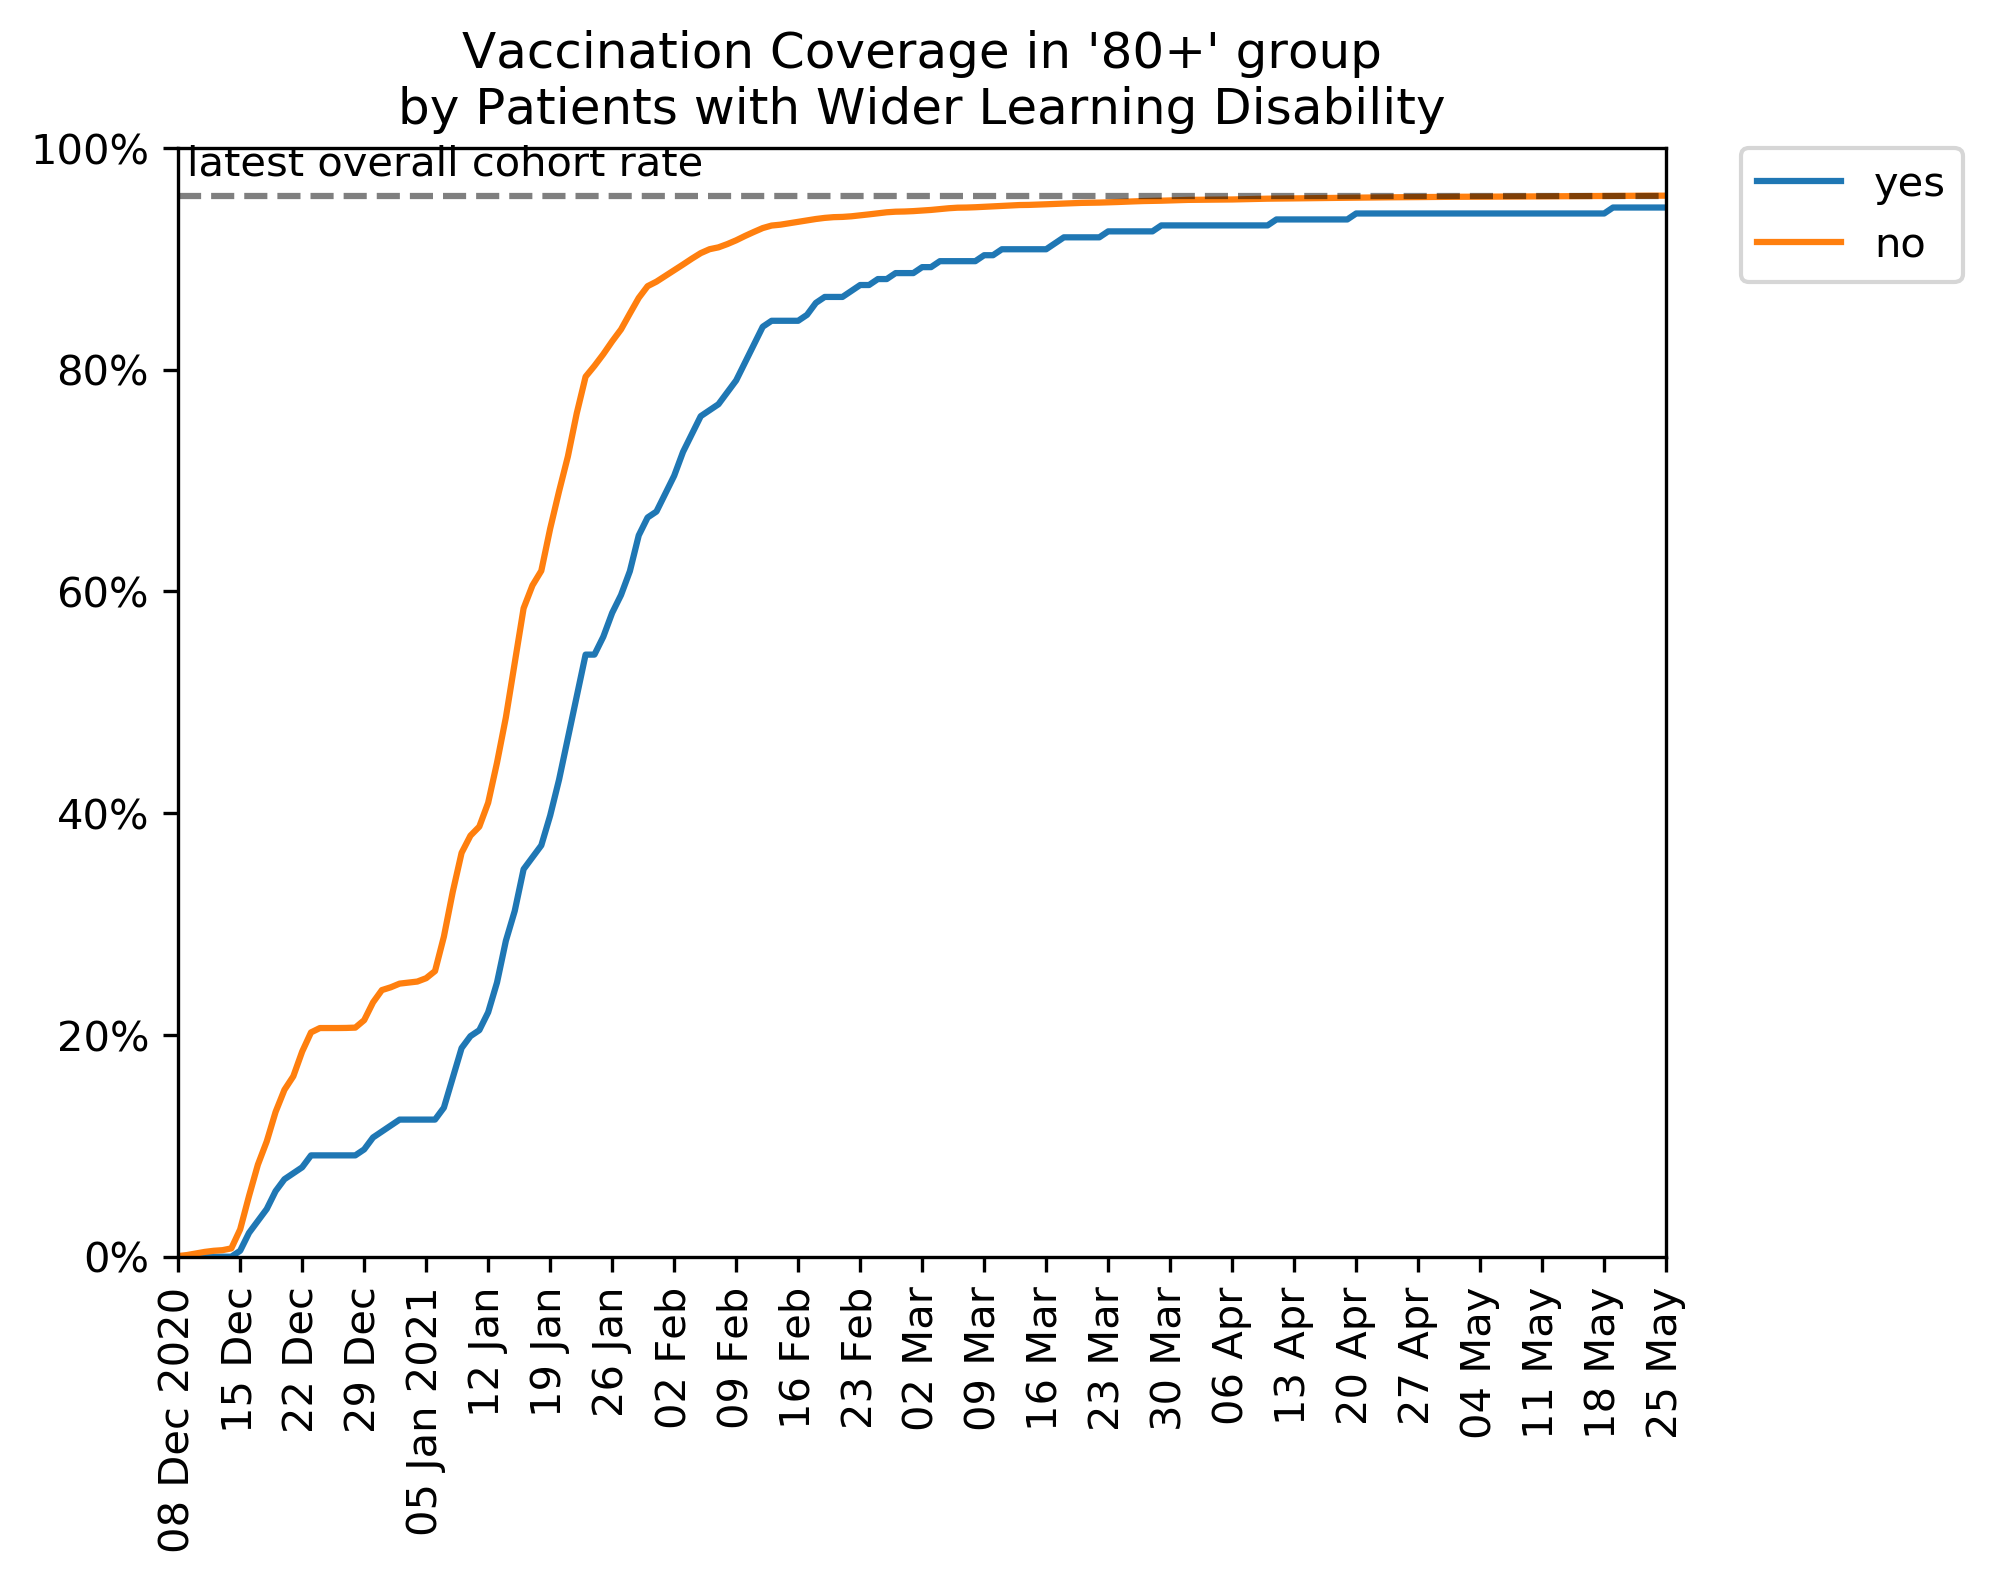 Vaccination Coverage in '80+' group
by Patients with Wider Learning Disability
100%
latest overall cohort rate
yes
no
80%
60%
40%
20%
0%
08 Dec 2020
15 Dec
22 Dec
29 Dec
05 Jan 2021
12 Jan
19 Jan
26 Jan
02 Feb
09 Feb
16 Feb
23 Feb
02 Mar
09 Mar
16 Mar
23 Mar
30 Mar
06 Apr
13 Apr
20 Apr
27 Apr
04 May
11 May
18 May
25 May